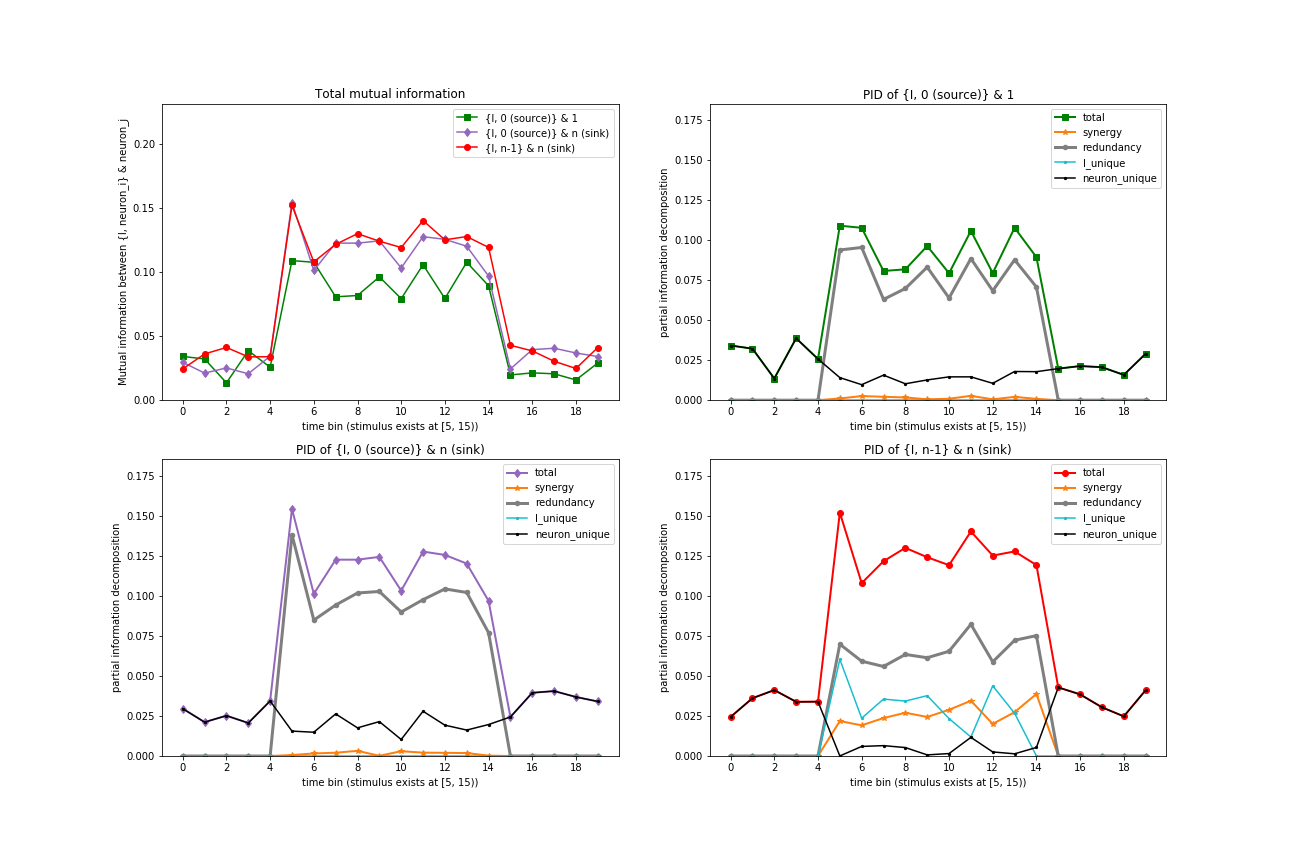 Total mutual information
Mutual information between {I, neuron_i} & neuron_j
0.20
0.15
0.10
0.05
0.00
{I, 0 (source)} & 1
{I, 0 (source)} & n (sink)
{I, n-1} & n (sink)
0 2 4 6 8 10 12 14 16 18
time bin (stimulus exists at [5, 15))
PID of {I, 0 (source)} & 1
partial information decomposition
0.175
0.150
0.125
0.100
0.075
0.050
0.025
0.000
total
synergy
redundancy
I_unique
neuron_unique
0 2 4 6 8 10 12 14 16 18
time bin (stimulus exists at [5, 15))
PID of {I, 0 (source)} & n (sink)
partial information decomposition
0.175
0.150
0.125
0.100
0.075
0.050
0.025
0.000
total
synergy
redundancy
I_unique
neuron_unique
0 2 4 6 8 10 12 14 16 18
time bin (stimulus exists at [5, 15))
PID of {I, n-1} & n (sink)
partial information decomposition
0.175
0.150
0.125
0.100
0.075
0.050
0.025
0.000
total
synergy
redundancy
I_unique
neuron_unique
0 2 4 6 8 10 12 14 16 18
time bin (stimulus exists at [5, 15))